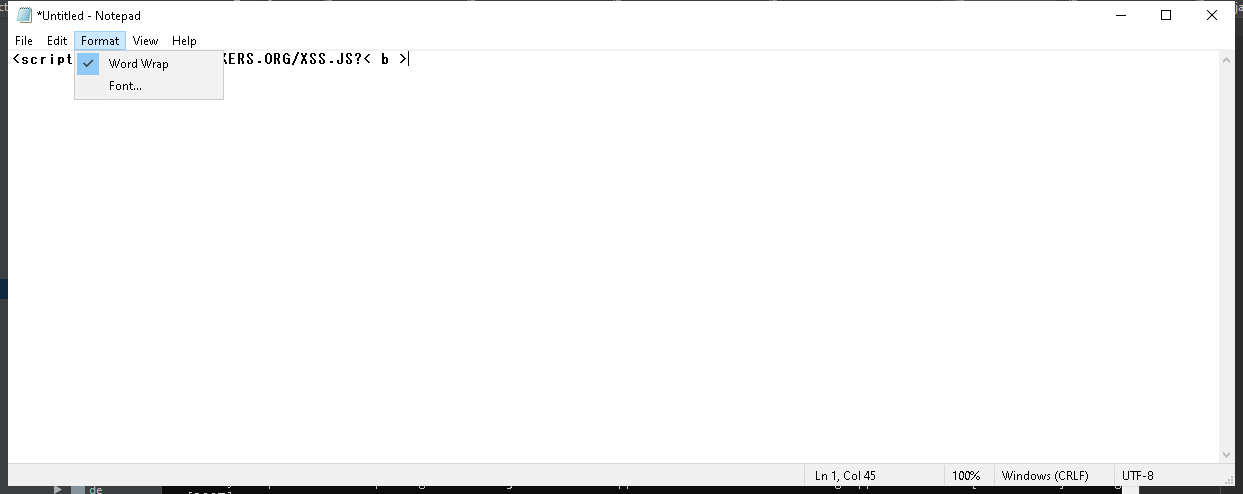 *Untitled - Notepad
File Edit Format View Help
<script KERS.ORG/XSS.JS?< b >
Word Wrap
Font...
Ln 1, Col 45 100% Windows (CRLF) UTF-8
de